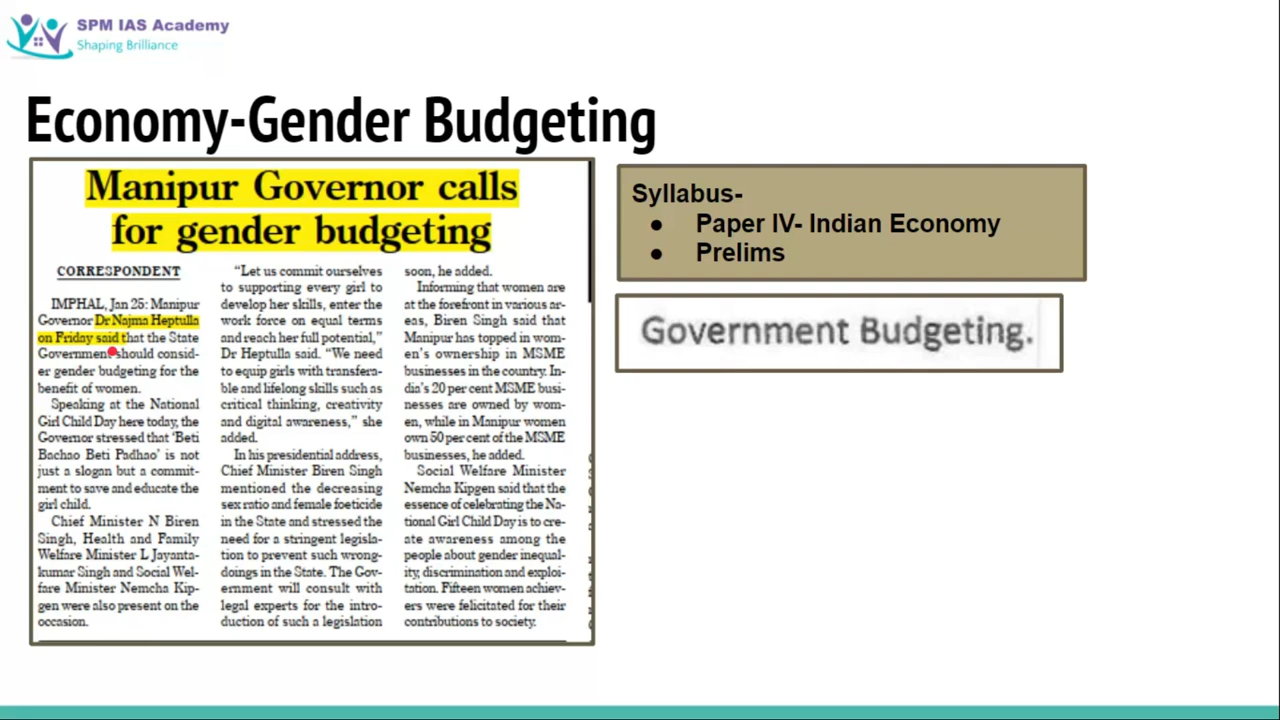 SPM IAS Academy
Shaping Brilliance
Economy-Gender Budgeting
Manipur Governor calls
for gender budgeting
CORRESPONDENT
IMPHAL, Jan 25: Manipur
Governor Dr Najma Heptulla
on Friday said that the State
Government should consid-
er gender budgeting for the
benefit of women.
Speaking at the National
Girl Child Day here today, the
Governor stressed that ‘Beti
Bachao Beti Padhao’ is not
just a slogan but a commit-
ment to save and educate the
girl child.
Chief Minister N Biren
Singh, Health and Family
Welfare Minister L Jayanta-
kumar Singh and Social Wel-
fare Minister Nemcha Kip-
gen were also present on the
occasion.
“Let us commit ourselves
to supporting every girl to
develop her skills, enter the
work force on equal terms
and reach her full potential,”
Dr Heptulla said. “We need
to equip girls with transfera-
ble and lifelong skills such as
critical thinking, creativity
and digital awareness,” she
added.
In his presidential address,
Chief Minister Biren Singh
mentioned the decreasing
sex ratio and female foeticide
in the State and stressed the
need for a stringent legisla-
tion to prevent such wrong-
doings in the State. The Gov-
ernment will consult with
legal experts for the intro-
duction of such a legislation
soon, he added.
Informing that women are
at the forefront in various ar-
eas, Biren Singh said that
Manipur has topped in wom-
en’s ownership in MSME
businesses in the country. In-
dia’s 20 per cent MSME busi-
nesses are owned by wom-
en, while in Manipur women
own 50 per cent of the MSME
businesses, he added.
Social Welfare Minister
Nemcha Kipgen said that the
essence of celebrating the Na-
tional Girl Child Day is to cre-
ate awareness among the
people about gender inequal-
ity, discrimination and exploi-
tation. Fifteen women achiev-
ers were felicitated for their
contributions to society.
Syllabus-
● Paper IV- Indian Economy
● Prelims
Government Budgeting.